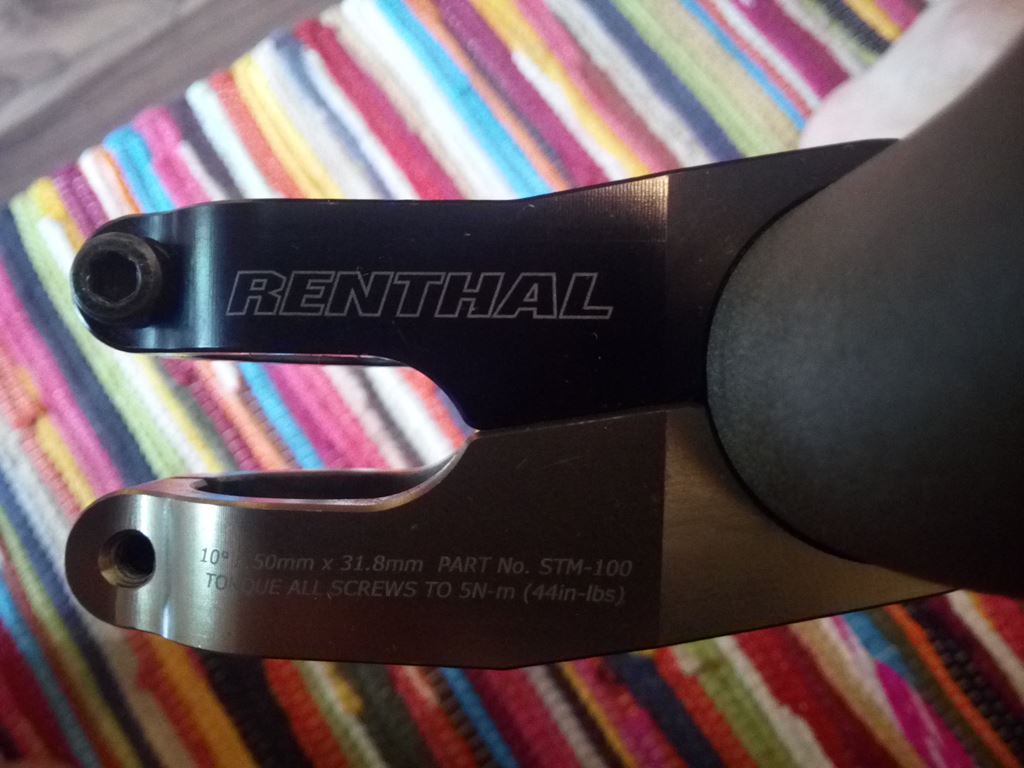 RENTHAL
10° 50mm x 31.8mm PART No. STM-100
TORQUE ALL SCREWS TO 5N-m (44in-lbs)